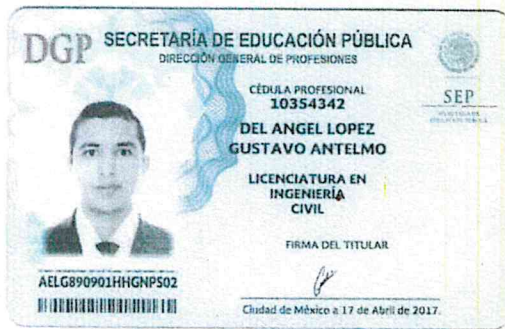 DGP SECRETARÍA DE EDUCACIÓN PÚBLICA
DIRECCIÓN GENERAL DE PROFESIONES
CÉDULA PROFESIONAL
10354342
SEP
DEL ANGEL LOPEZ
GUSTAVO ANTELMO
LICENCIATURA EN
INGENIERÍA
CIVIL
FIRMA DEL TITULAR
AELG890901HHGNPS02
Ciudad de México a 17 de Abril de 2017.